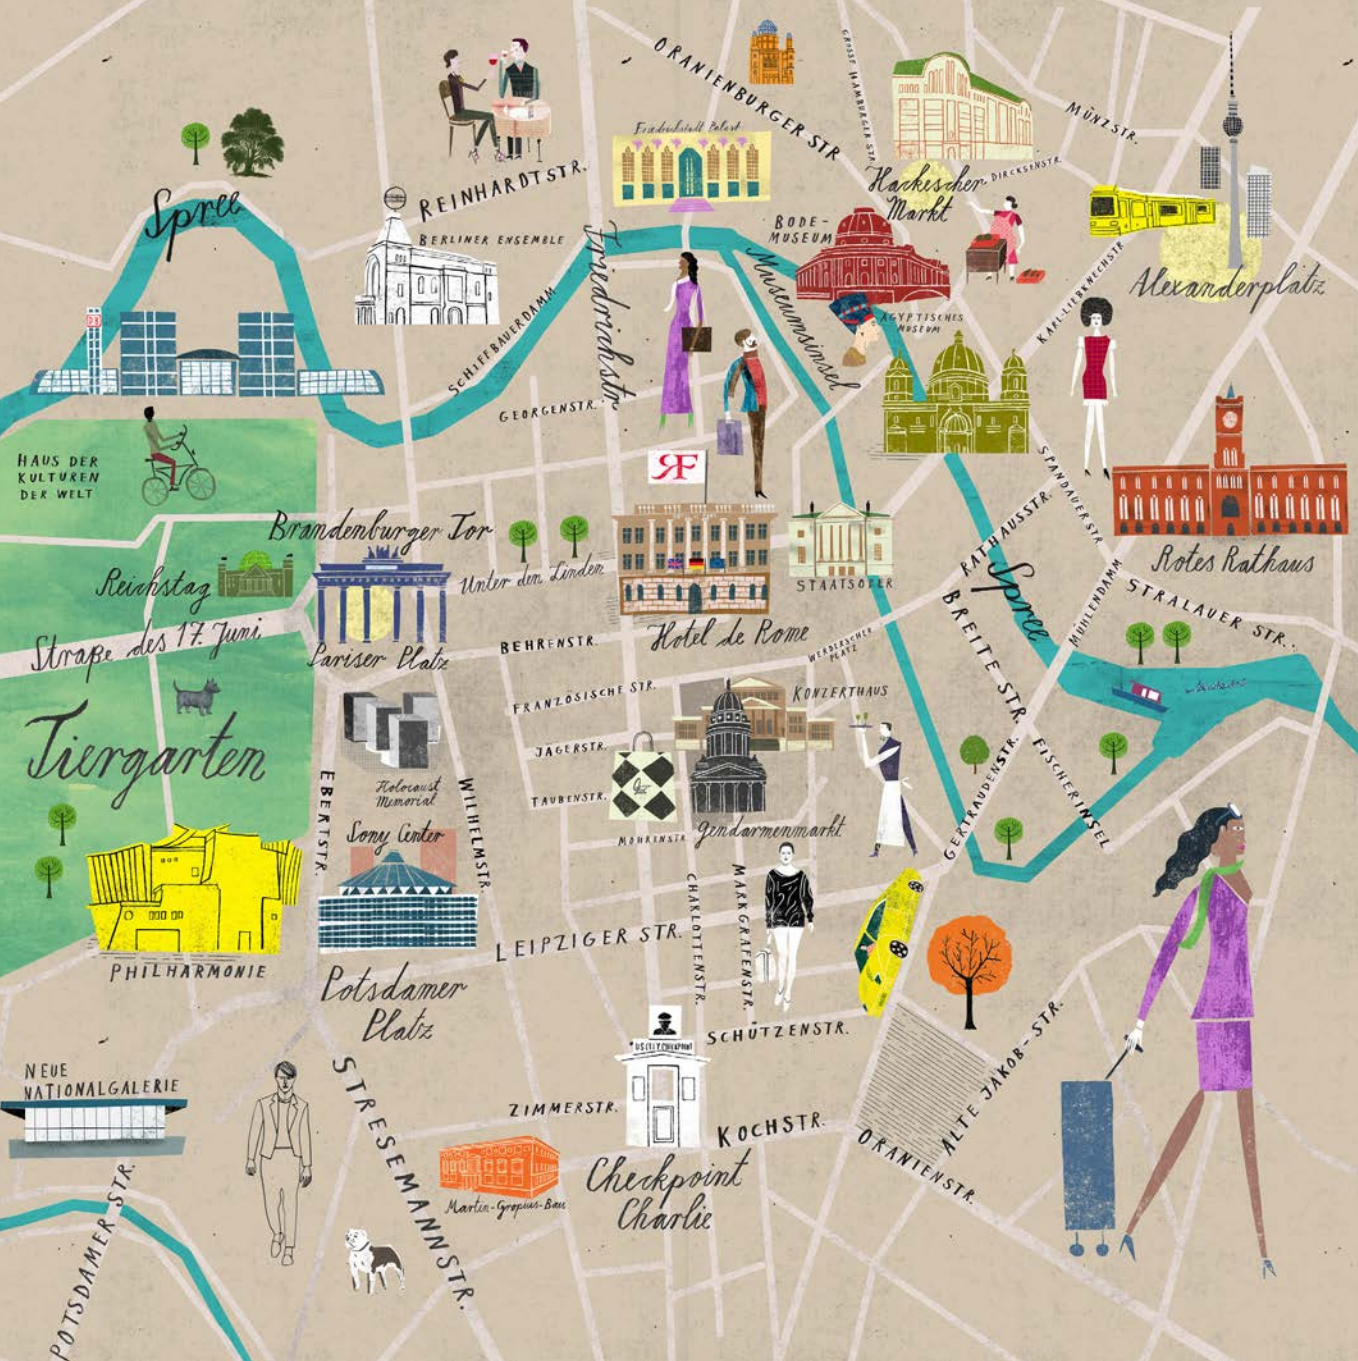 ORANIENBURGER STR
GROSSE HAMBURGER STR.
MÜNZSTR.
Friedrichstadt Palast
REINHARDTSTR.
Hackescher
Markt
DIRCKSENSTR.
Spree
BERLINER ENSEMBLE
BODE-
MUSEUM
Friedrichstr.
Museumsinsel
KARL-LIEBKNECHTSTR
Alexanderplatz
ÄGYPTISCHES
MUSEUM
DB
SCHIFFBAUERDAMM
GEORGENSTR.
HAUS DER
KULTUREN
DER WELT
RF
SPANDAUERSTR
RATHAUSSTR.
Brandenburger Tor
Reichstag
Unter den Linden
STAATSOPER
Rotes Rathaus
Spree
MÜHLENDAMM
STRALAUER STR..
BREITE STR.
Straße des 17. Juni
Pariser Platz
BEHRENSTR.
Hotel de Rome
WERDERSCHER
PLATZ
FRANZÖSISCHE STR.
KONZERTHAUS
Tiergarten
JÄGERSTR.
Holocaust
Memorial
TAUBENSTR.
EBERTSTR.
WILHELMSTR.
GERTRAUDENSTR.
FISCHERINSEL
Sony Center
MOHRENSTR
Gendarmenmarkt
CHARLOTTENSTR.
MARKGRAFENSTR.
LEIPZIGER STR.
PHILHARMONIE
Potsdamer
Platz
SCHÜTZENSTR.
NEUE
NATIONALGALERIE
STRESEMANNSTR.
ZIMMERSTR.
KOCHSTR.
ALTE JAKOB-STR.
ORANIENSTR.
Checkpoint
Charlie
Martin-Gropius-Bau
POTSDAMER STR.